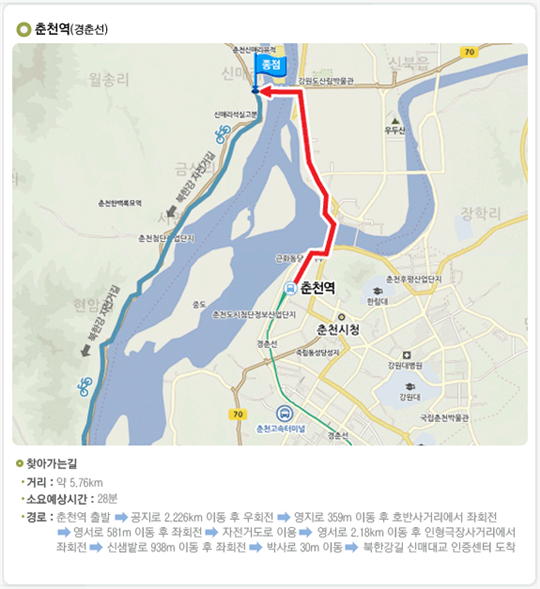 춘천역(경춘선)
춘천신매리유적
신매
종점
70
신북읍
월송리
강원도산림박물관
신매리석실고분
우두산
금산리
북한강 자전거길
춘천한백록묘역
서면
장학리
춘천첨단산업단지
근화동당
춘천역
춘천후평산업단지
한림대
현암
북한강 자전거길
중도
춘천도시첨단정보산업단지
춘천시청
경춘선
죽림동성당성지
강원대병원
강원대
70
춘천고속터미널
국립춘천박물관
경춘선
찾아가는길
거리 : 약 5.76km
소요예상시간 : 28분
경로 : 춘천역 출발 ➡ 공지로 2.226km 이동 후 우회전 ➡ 영지로 359m 이동 후 호반사거리에서 좌회전
➡ 영서로 581m 이동 후 좌회전 ➡ 자전거도로 이용 ➡ 영서로 2.18km 이동 후 인형극장사거리에서
좌회전 ➡ 신샘밭로 938m 이동 후 좌회전 ➡ 박사로 30m 이동 ➡ 북한강길 신매대교 인증센터 도착